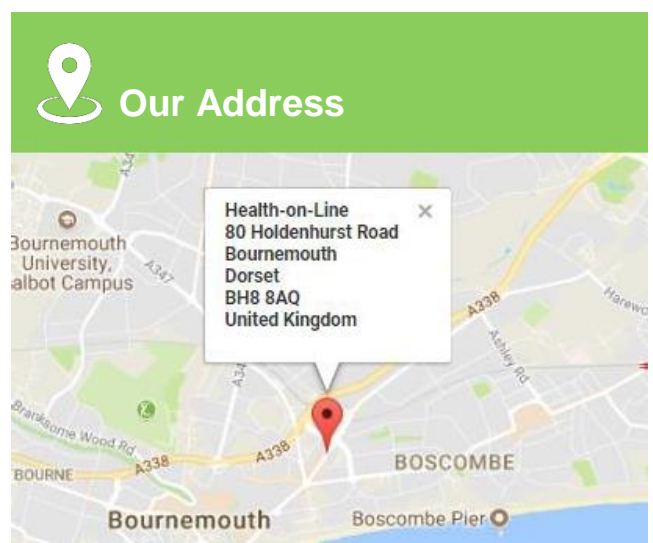 Our Address
Health-on-Line
80 Holdenhurst Road
Bournemouth
Dorset
BH8 8AQ
United Kingdom
Bournemouth
University,
albot Campus
A347
A338
Harewo
Ashley Rd
Branksome Wood Rd
A338
A338
BOSCOMBE
BOURNE
Bournemouth
Boscombe Pier